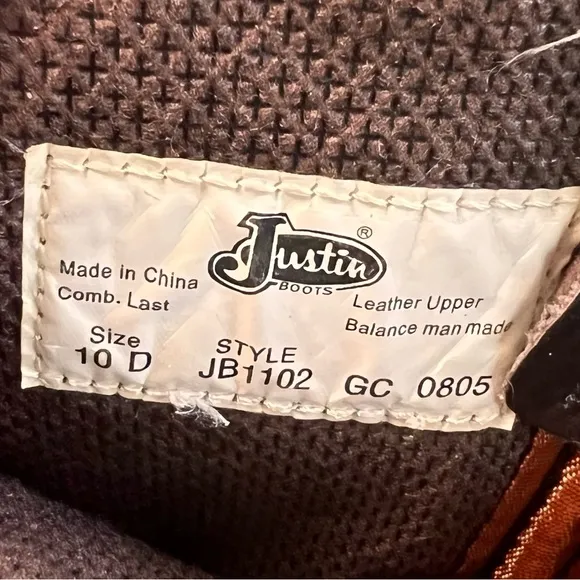 Justin®
BOOTS
Made in China
Comb. Last
Leather Upper
Balance man made
Size
10 D
STYLE
JB1102
GC 0805